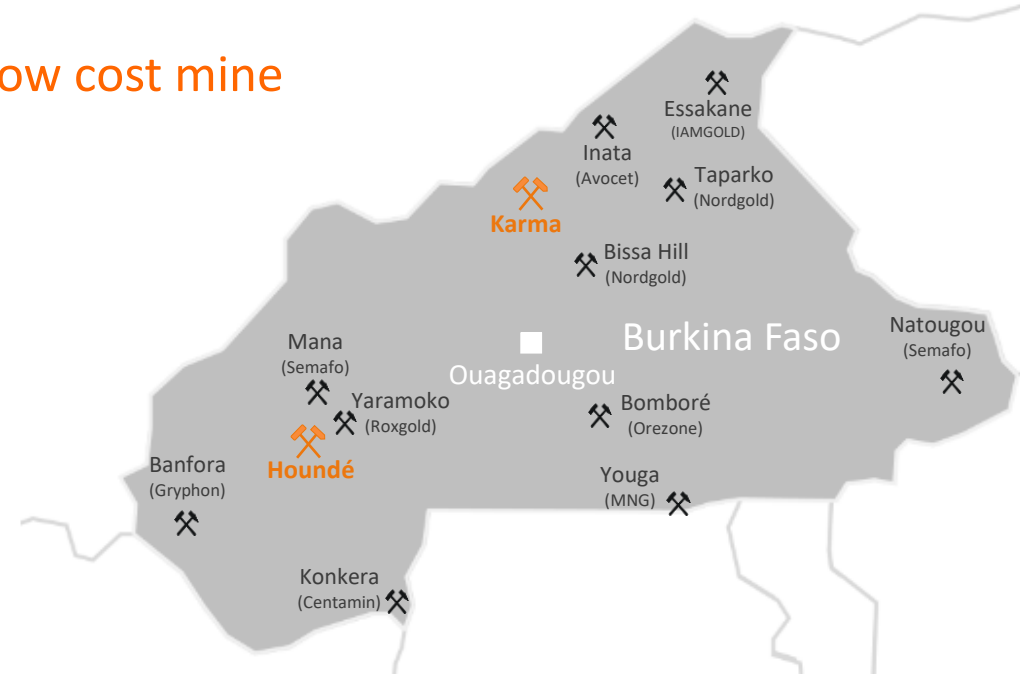 ow cost mine
Essakane
(IAMGOLD)
Inata
(Avocet)
Taparko
(Nordgold)
Karma
Bissa Hill
(Nordgold)
Natougou
(Semafo)
Burkina Faso
Mana
(Semafo)
Ouagadougou
Yaramoko
(Roxgold)
Bomboré
(Orezone)
Houndé
Banfora
(Gryphon)
Youga
(MNG)
Konkera
(Centamin)